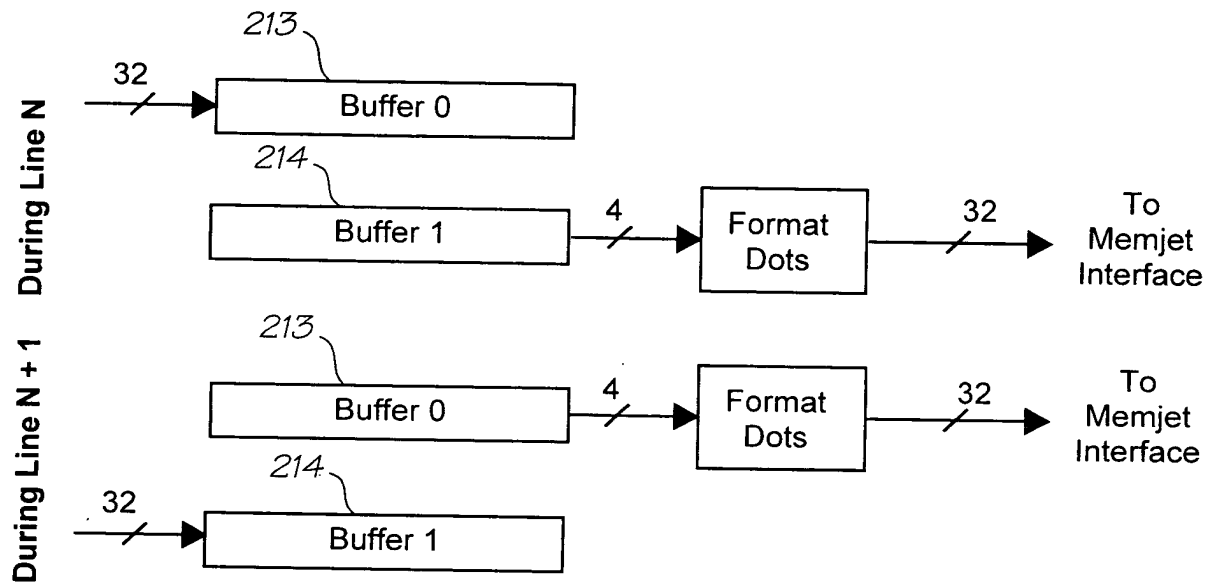 During Line N
213
32
Buffer 0
214
Buffer 1
4
Format
Dots
32
To
Memjet
Interface
During Line N + 1
213
Buffer 0
4
Format
Dots
32
To
Memjet
Interface
214
32
Buffer 1